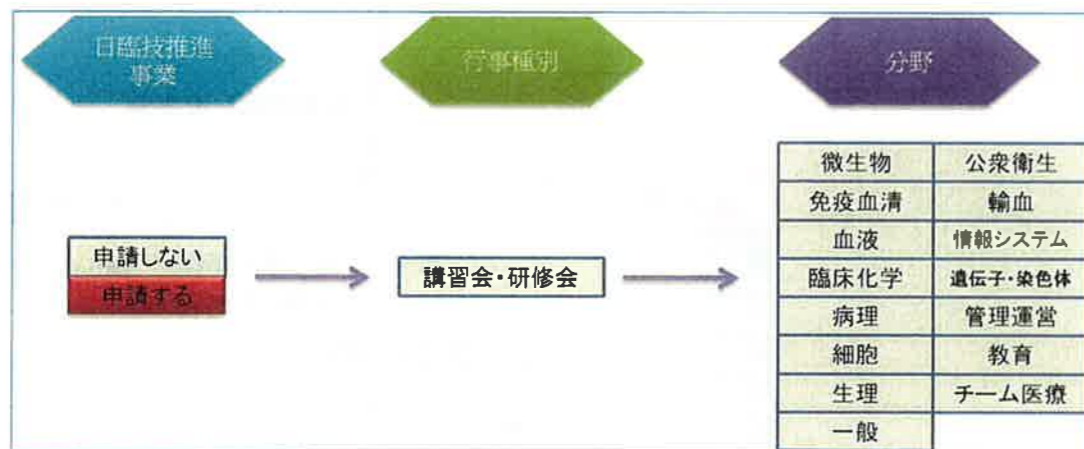 日臨技推進
事業
行事種別
分野
申請しない
申請する
講習会・研修会
微生物 公衆衛生
免疫血清 輸血
血液 情報システム
臨床化学 遺伝子・染色体
病理 管理運営
細胞 教育
生理 チーム医療
一般